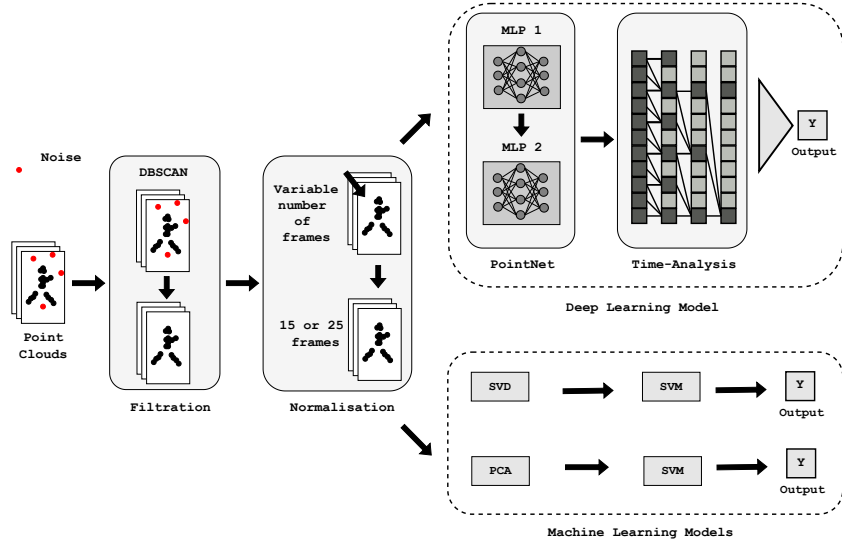 Noise
Point
Clouds
DBSCAN
Filtration
Variable
number
of
frames
15 or 25
frames
Normalisation
MLP 1
MLP 2
PointNet
Time-Analysis
Y
Output
Deep Learning Model
SVD
SVM
Y
Output
PCA
SVM
Y
Output
Machine Learning Models